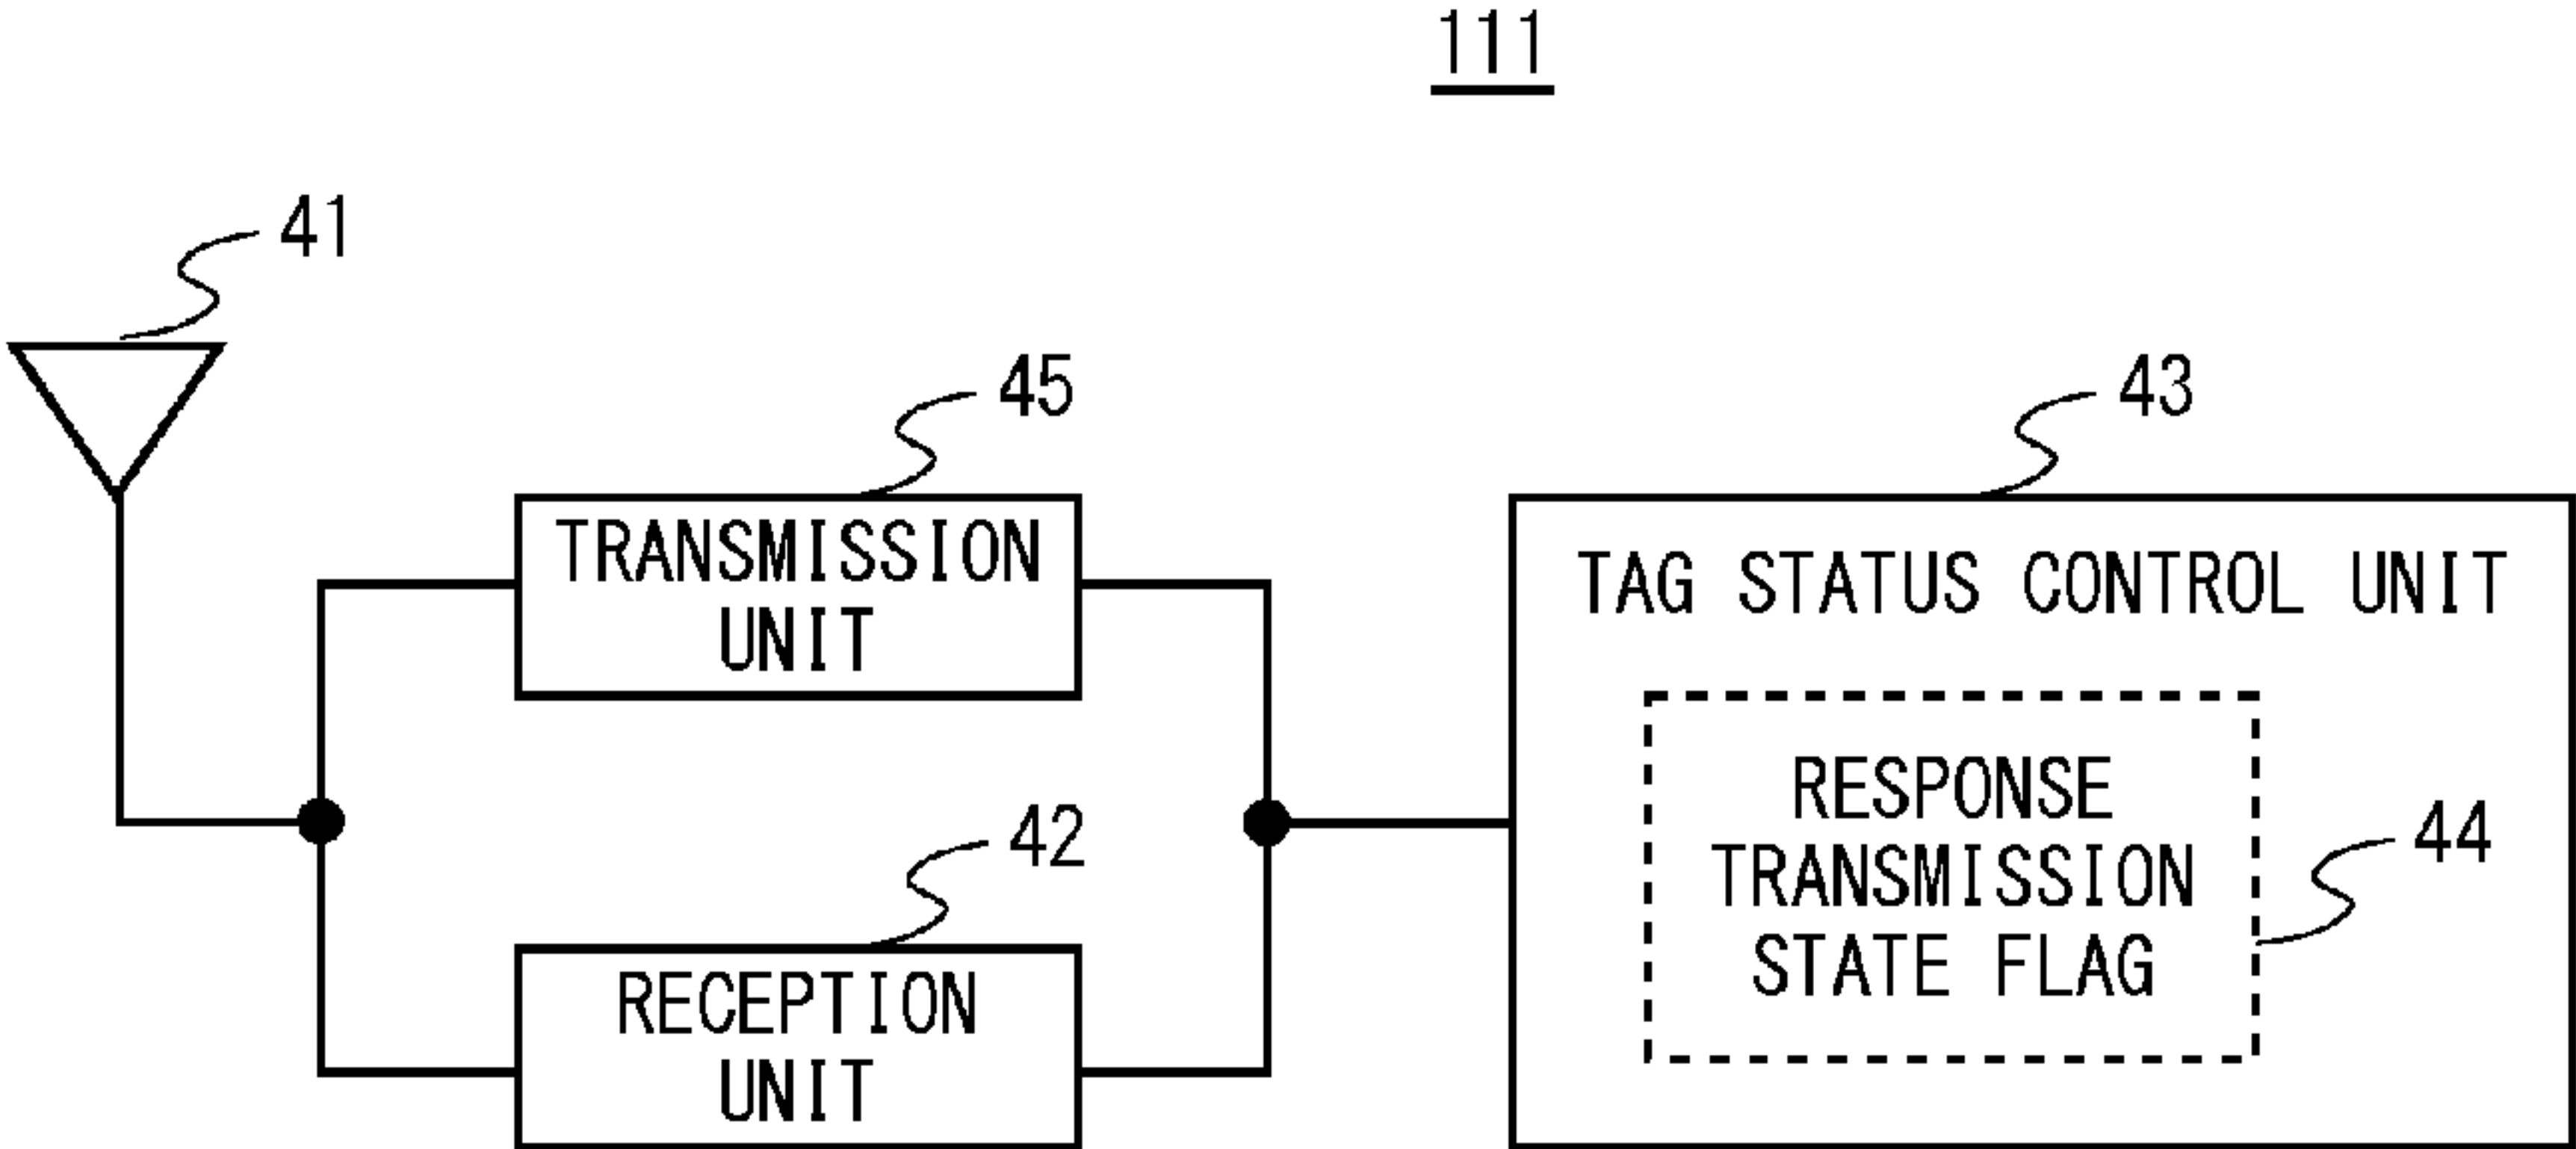 111
41
45
43
TRANSMISSION
UNIT
TAG STATUS CONTROL UNIT
RESPONSE
TRANSMISSION
STATE FLAG
44
42
RECEPTION
UNIT